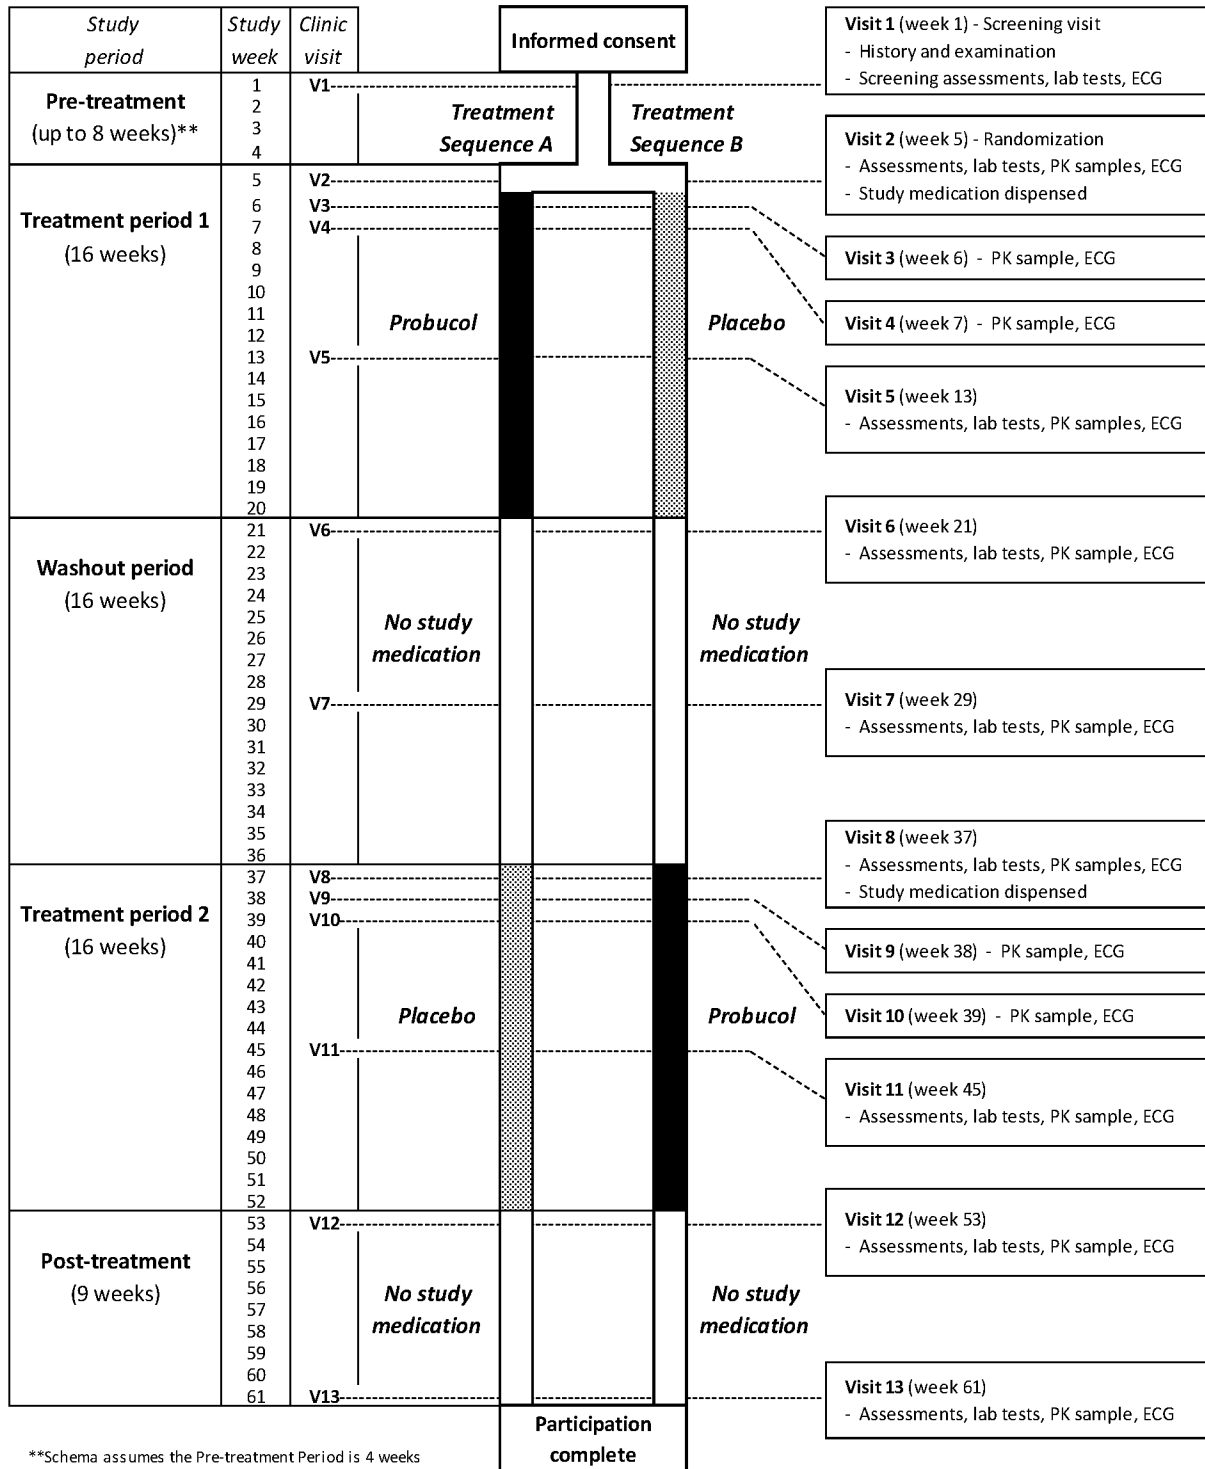 Study period
Study week
Clinic visit
Informed consent
Pre-treatment
(up to 8 weeks)**
1
2
3
4
V1
Treatment
Sequence A
Treatment
Sequence B
Treatment period 1
(16 weeks)
5
6
7
8
9
10
11
12
13
14
15
16
17
18
19
20
V2
V3
V4
V5
Probucol
Placebo
Washout period
(16 weeks)
21
22
23
24
25
26
27
28
29
30
31
32
33
34
35
36
V6
V7
No study
medication
No study
medication
Treatment period 2
(16 weeks)
37
38
39
40
41
42
43
44
45
46
47
48
49
50
51
52
V8
V9
V10
V11
Placebo
Probucol
Post-treatment
(9 weeks)
53
54
55
56
57
58
59
60
61
V12
V13
No study
medication
No study
medication
Participation
complete
Visit 1 (week 1) - Screening visit
- History and examination
- Screening assessments, lab tests, ECG
Visit 2 (week 5) - Randomization
- Assessments, lab tests, PK samples, ECG
- Study medication dispensed
Visit 3 (week 6) - PK sample, ECG
Visit 4 (week 7) - PK sample, ECG
Visit 5 (week 13)
- Assessments, lab tests, PK samples, ECG
Visit 6 (week 21)
- Assessments, lab tests, PK sample, ECG
Visit 7 (week 29)
- Assessments, lab tests, PK sample, ECG
Visit 8 (week 37)
- Assessments, lab tests, PK samples, ECG
- Study medication dispensed
Visit 9 (week 38) - PK sample, ECG
Visit 10 (week 39) - PK sample, ECG
Visit 11 (week 45)
- Assessments, lab tests, PK sample, ECG
Visit 12 (week 53)
- Assessments, lab tests, PK sample, ECG
Visit 13 (week 61)
- Assessments, lab tests, PK sample, ECG
**Schema assumes the Pre-treatment Period is 4 weeks